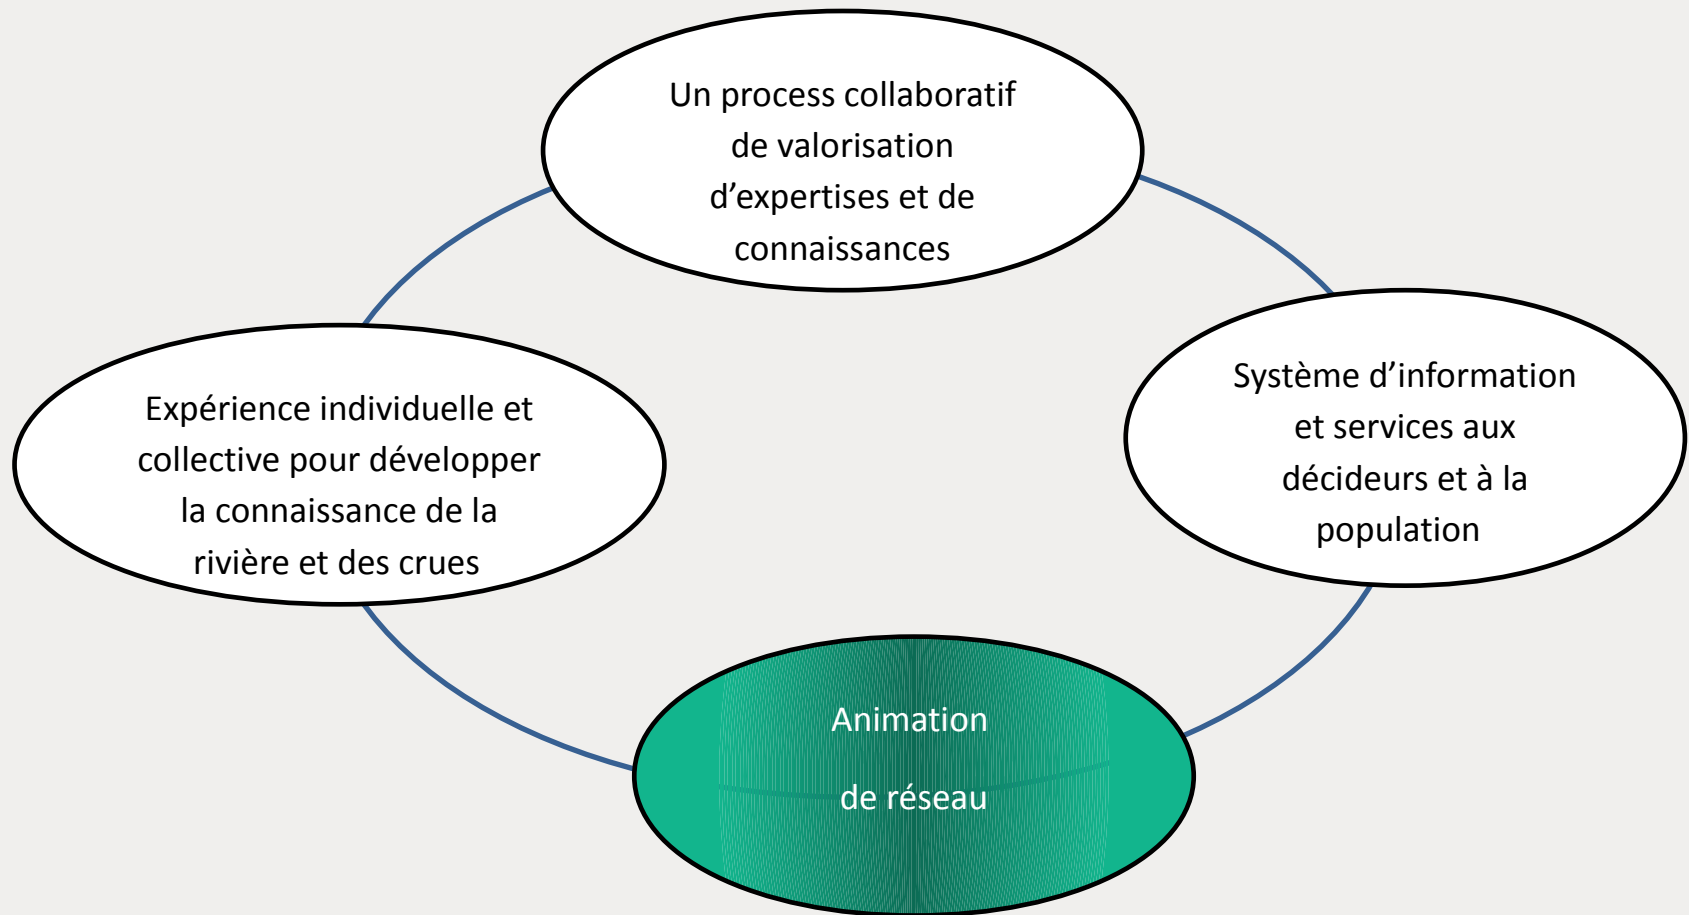 Un process collaboratif
de valorisation
d’expertises et de
connaissances
Expérience individuelle et
collective pour développer
la connaissance de la
rivière et des crues
Système d’information
et services aux
décideurs et à la
population
Animation
de réseau